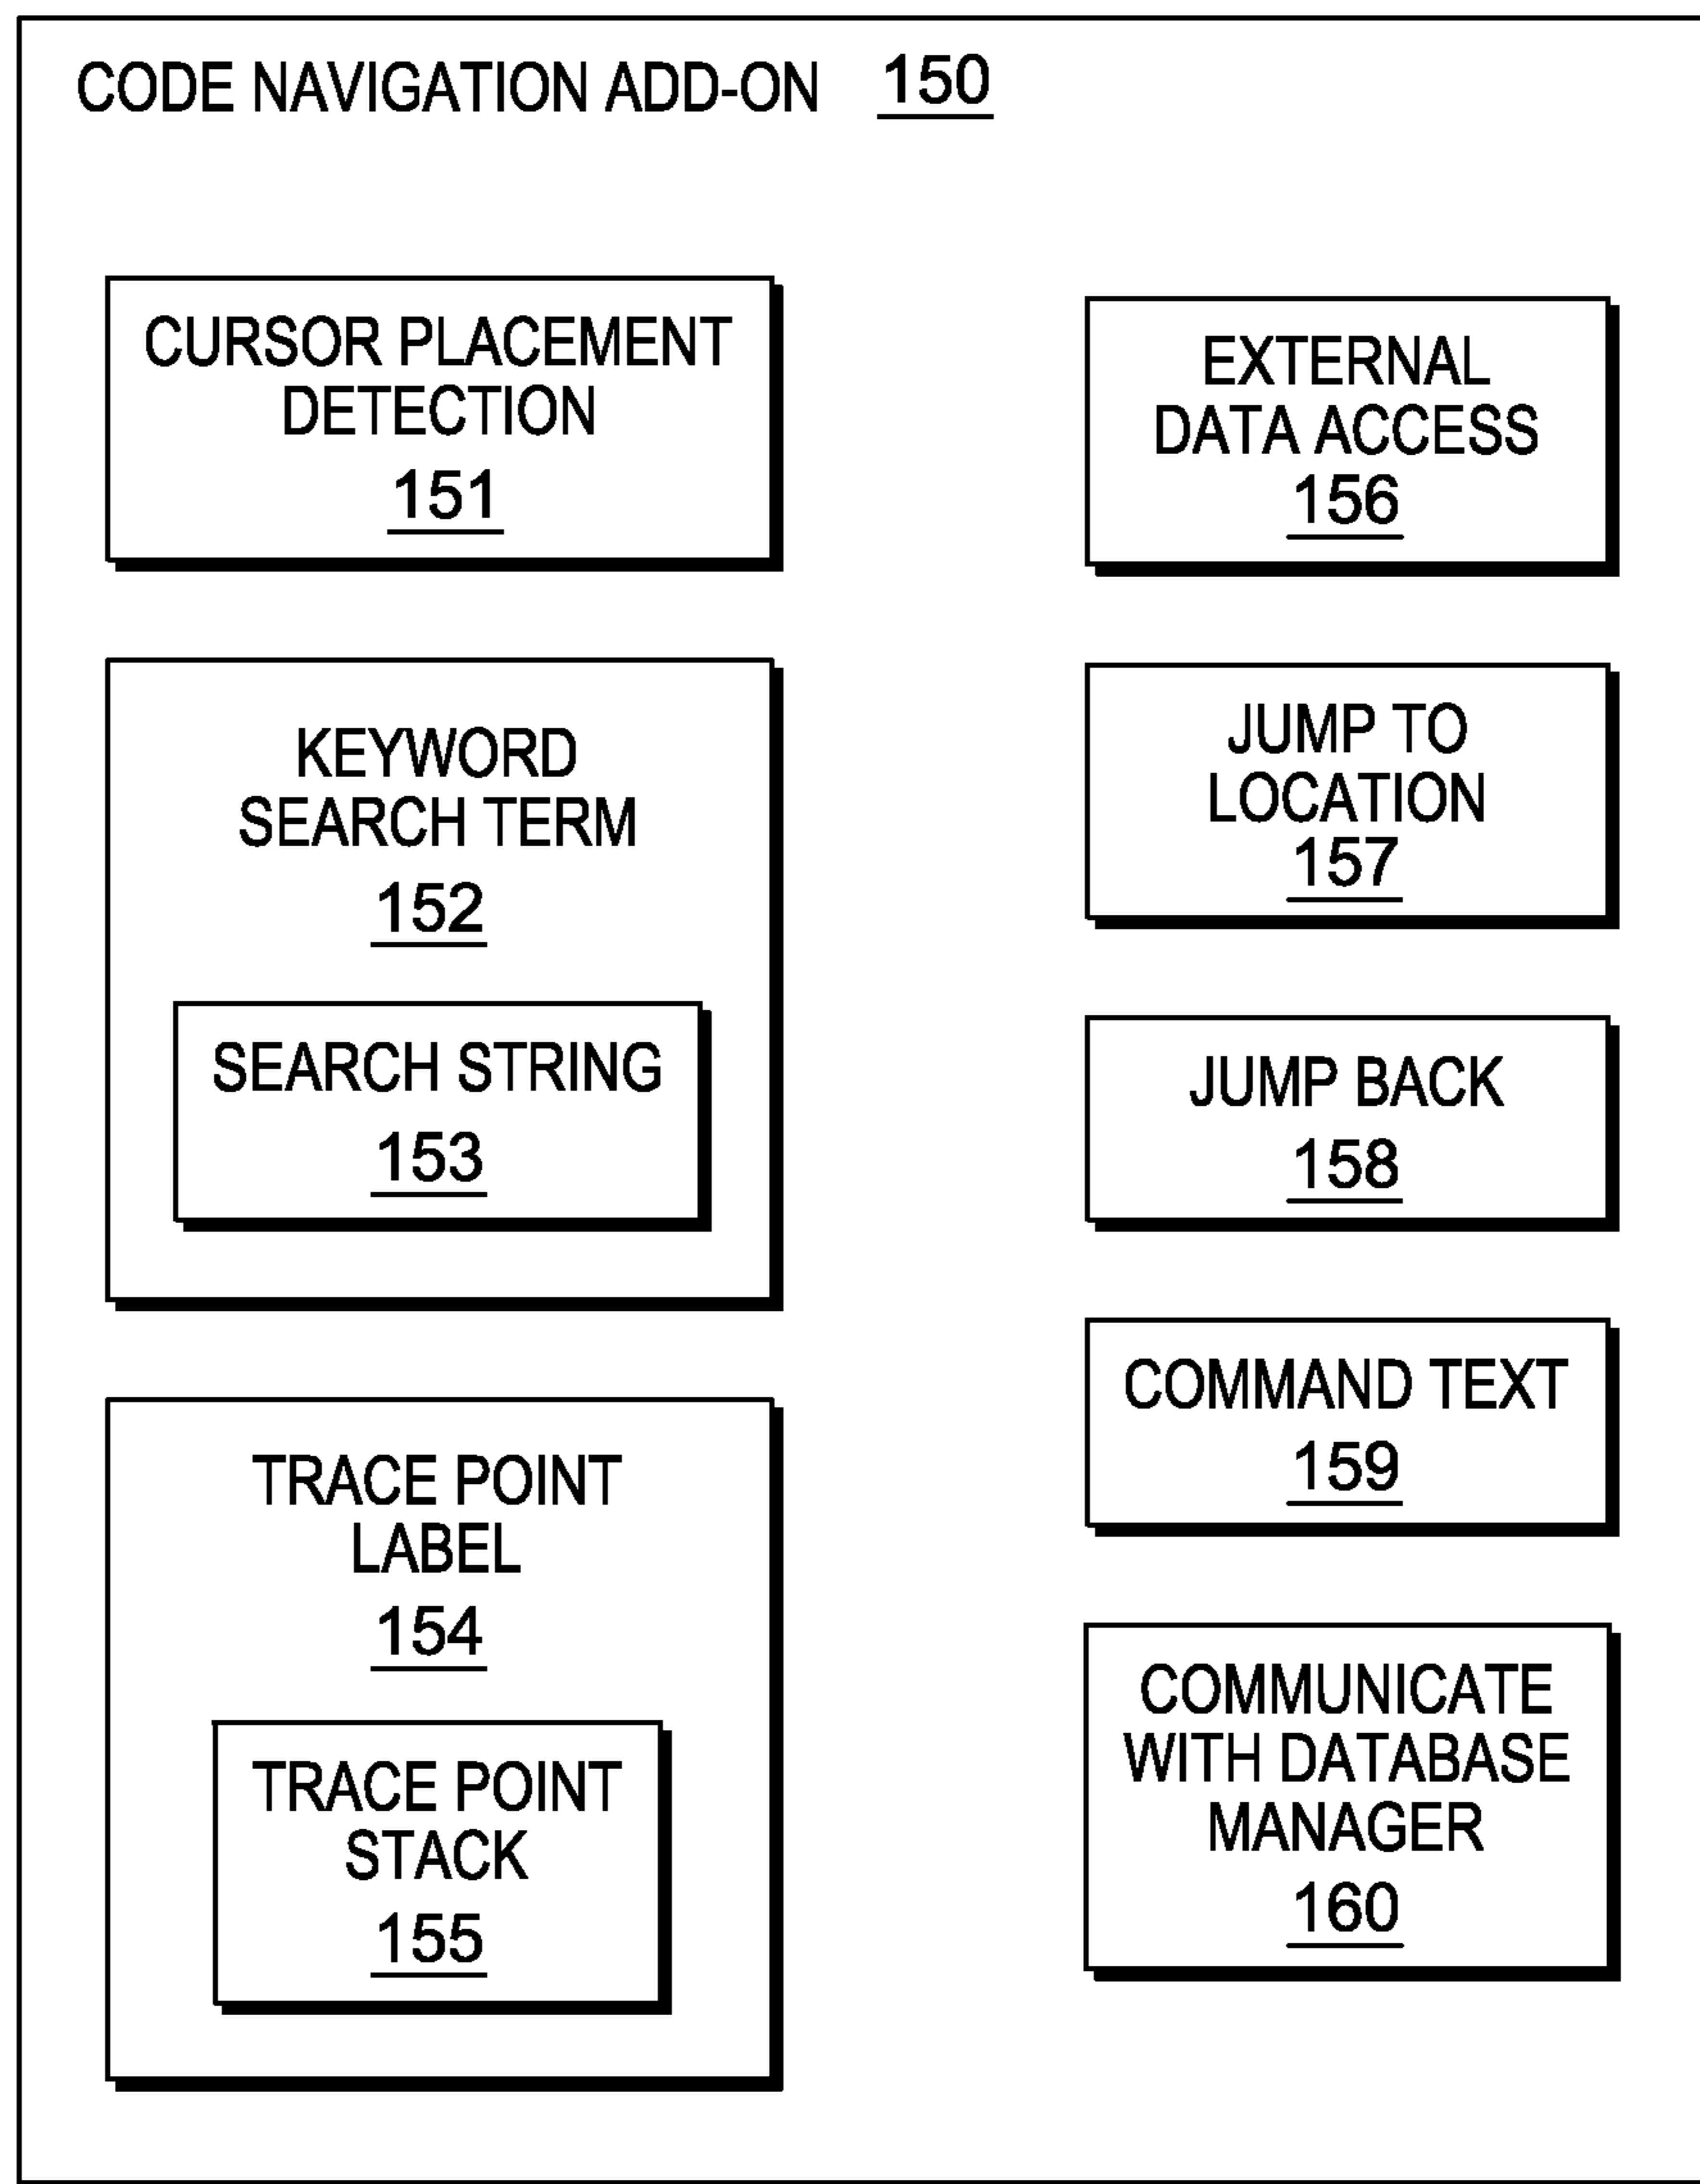 CODE NAVIGATION ADD-ON 150
CURSOR PLACEMENT
DETECTION
151
KEYWORD
SEARCH TERM
152
SEARCH STRING
153
TRACE POINT
LABEL
154
TRACE POINT
STACK
155
EXTERNAL
DATA ACCESS
156
JUMP TO
LOCATION
157
JUMP BACK
158
COMMAND TEXT
159
COMMUNICATE
WITH DATABASE
MANAGER
160